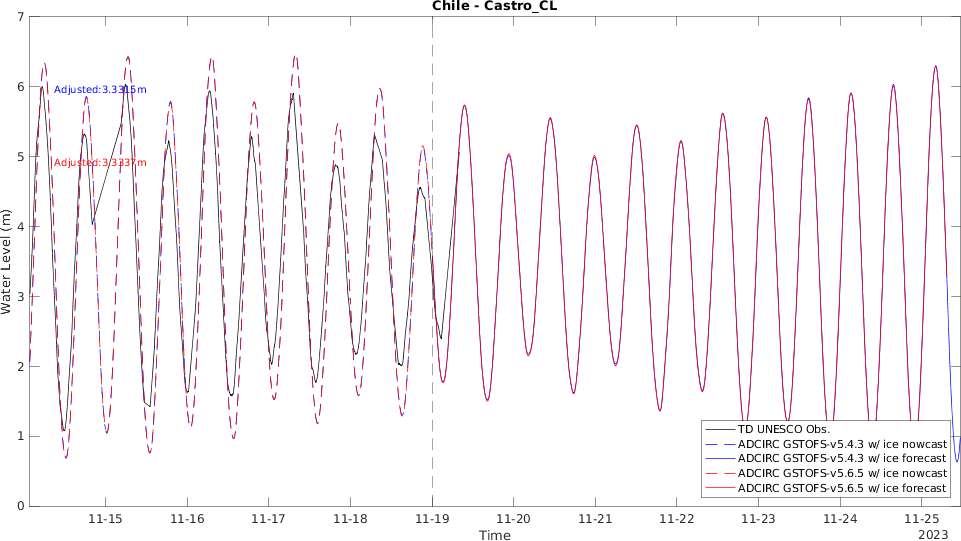 Chile - Castro_CL
7
6
5
4
3
2
1
0
Water Level (m)
Adjusted:3.3315m
Adjusted:3.3337m
TD UNESCO Obs.
ADCIRC GSTOFS-v5.4.3 w/ ice nowcast
ADCIRC GSTOFS-v5.4.3 w/ ice forecast
ADCIRC GSTOFS-v5.6.5 w/ ice nowcast
ADCIRC GSTOFS-v5.6.5 w/ ice forecast
11-15 11-16 11-17 11-18 11-19 11-20 11-21 11-22 11-23 11-24 11-25
Time
2023